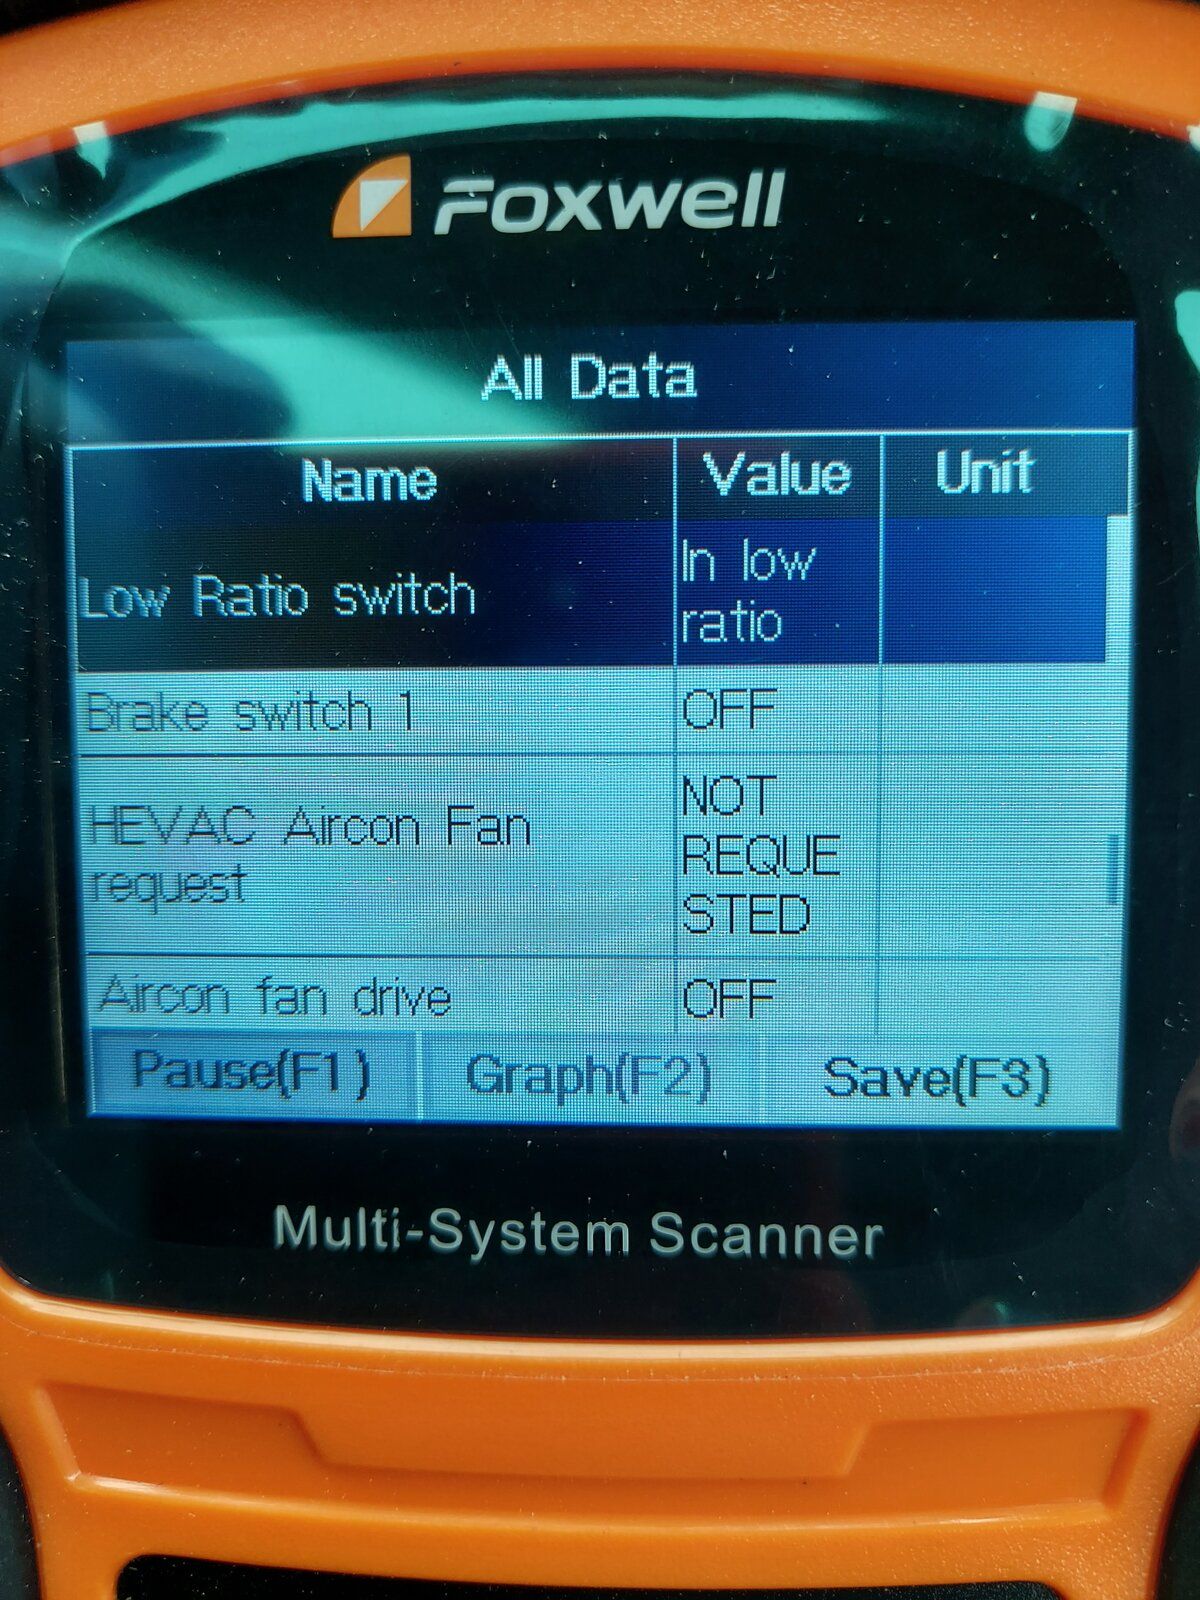 Foxwell
All Data
Name Value Unit
Low Ratio switch In low
ratio
Brake switch 1 OFF
HEVAC Aircon Fan
request
NOT
REQUE
STED
Aircon fan drive OFF
Pause(F1) Graph(F2) Save(F3)
Multi-System Scanner